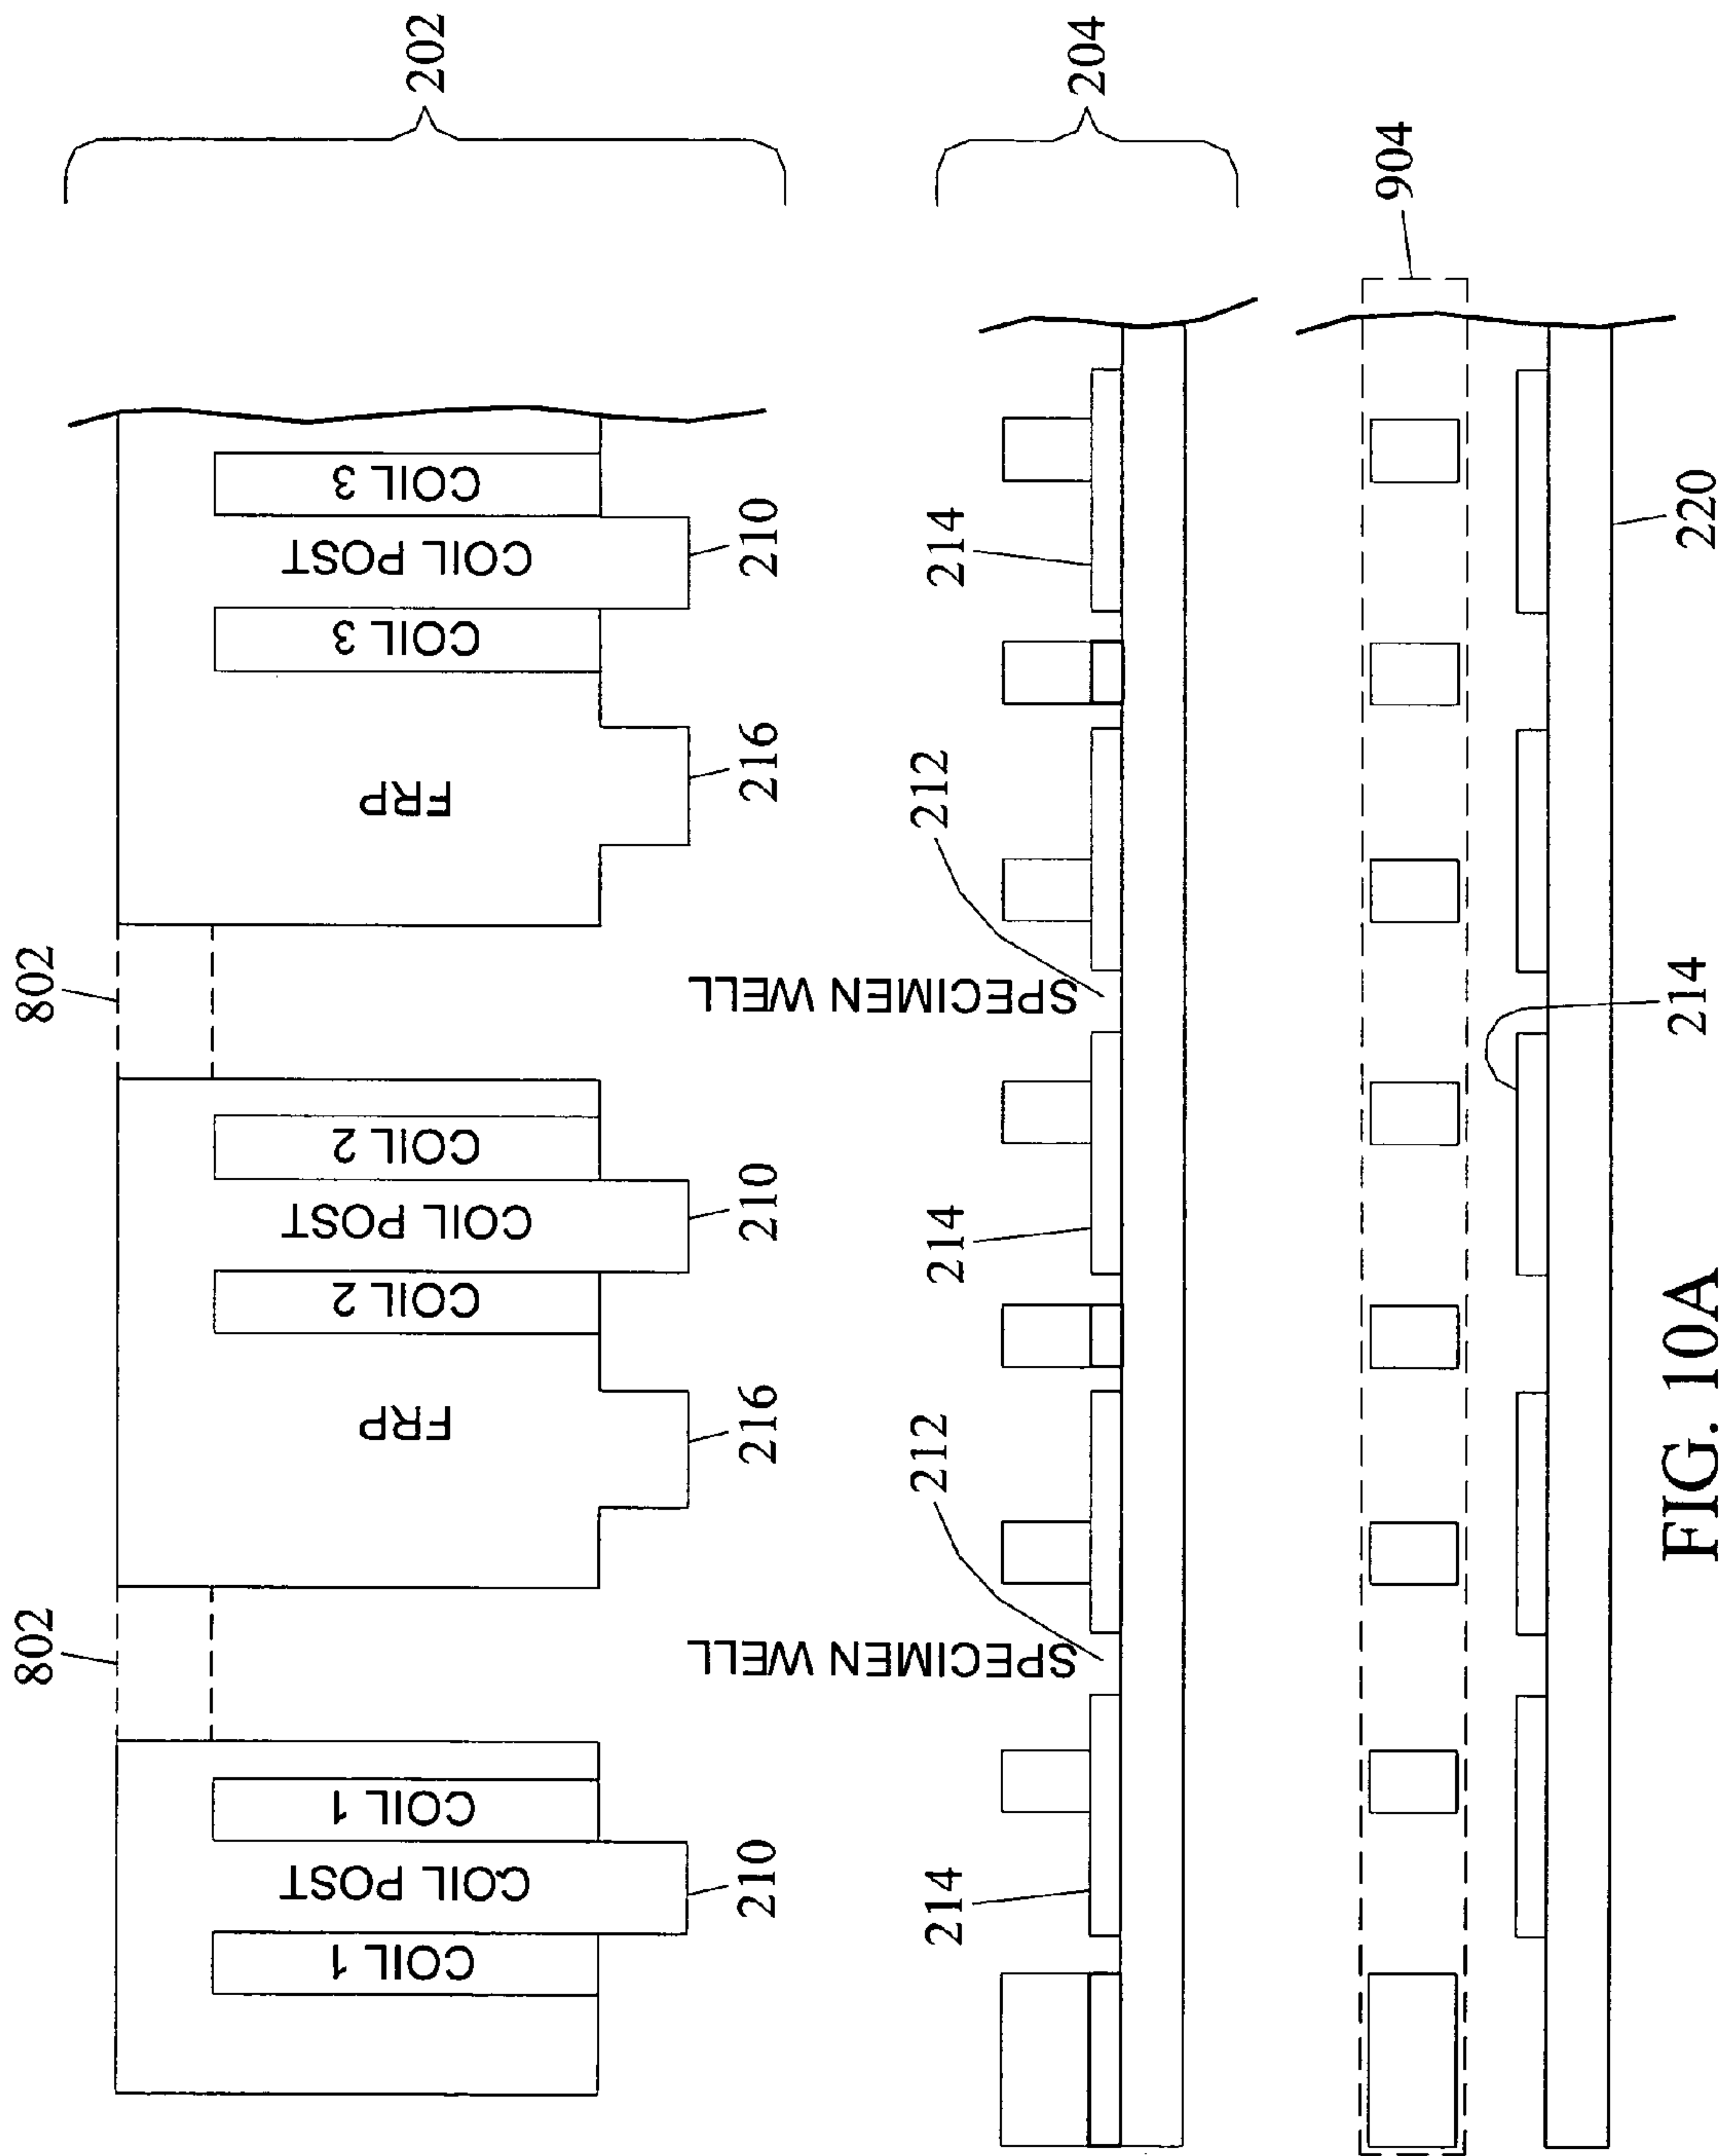 802
802
COIL 1
COIL POST
COIL 1
FRP
COIL 2
COIL POST
COIL 2
FRP
COIL 3
COIL POST
COIL 3
202
210
216
210
216
210
SPECIMEN WELL
SPECIMEN WELL
214
212
214
212
214
204
904
214
220
FIG. 10A